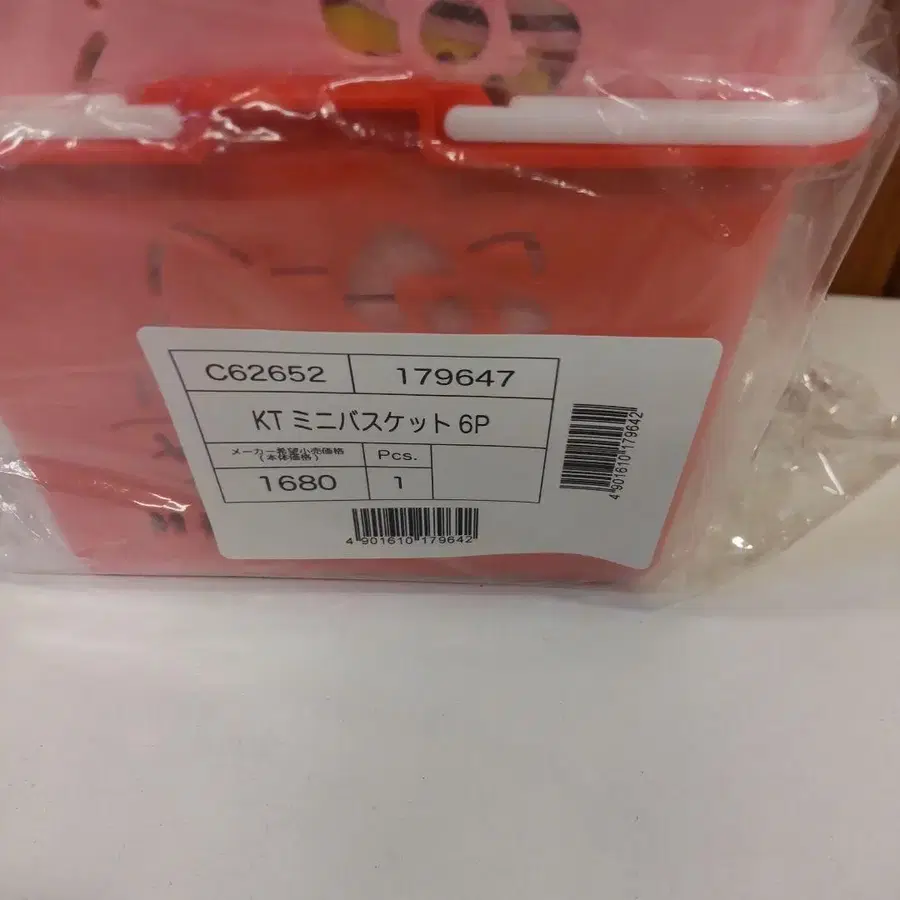 C62652 179647
KT ミニバスケット 6P
メーカー希望小売価格 Pcs.
(本体価格)
1680 1
4 901610 179642
4 901610 179642